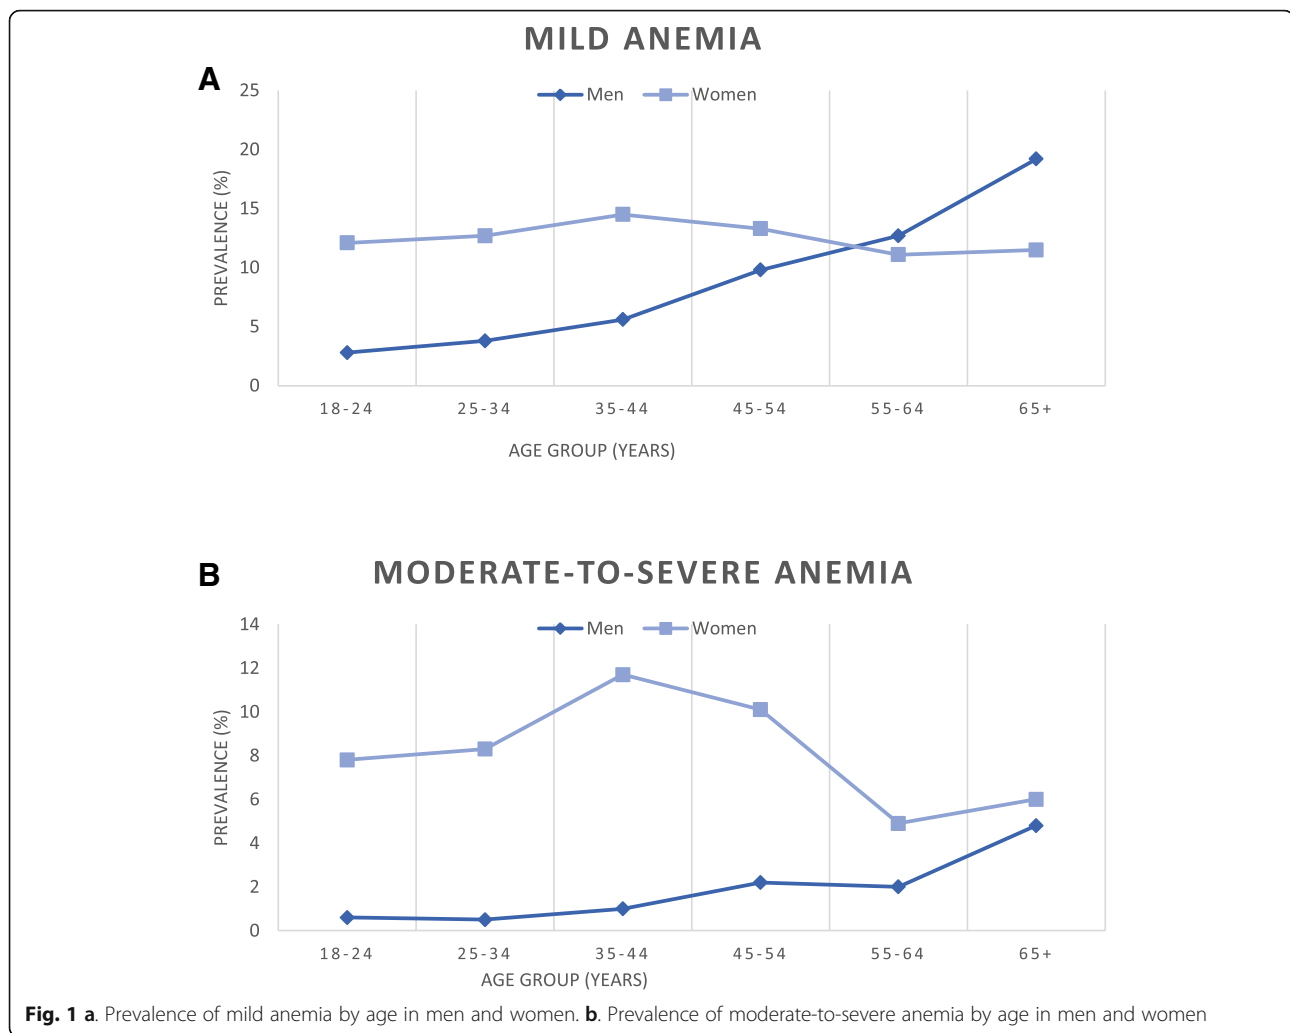 MILD ANEMIA
A
Men Women
25
20
15
10
5
0
PREVALENCE (%)
18-24 25-34 35-44 45-54 55-64 65+
AGE GROUP (YEARS)
B
MODERATE-TO-SEVERE ANEMIA
Men Women
14
12
10
8
6
4
2
0
PREVALENCE (%)
18-24 25-34 35-44 45-54 55-64 65+
AGE GROUP (YEARS)
Fig. 1 a. Prevalence of mild anemia by age in men and women. b. Prevalence of moderate-to-severe anemia by age in men and women